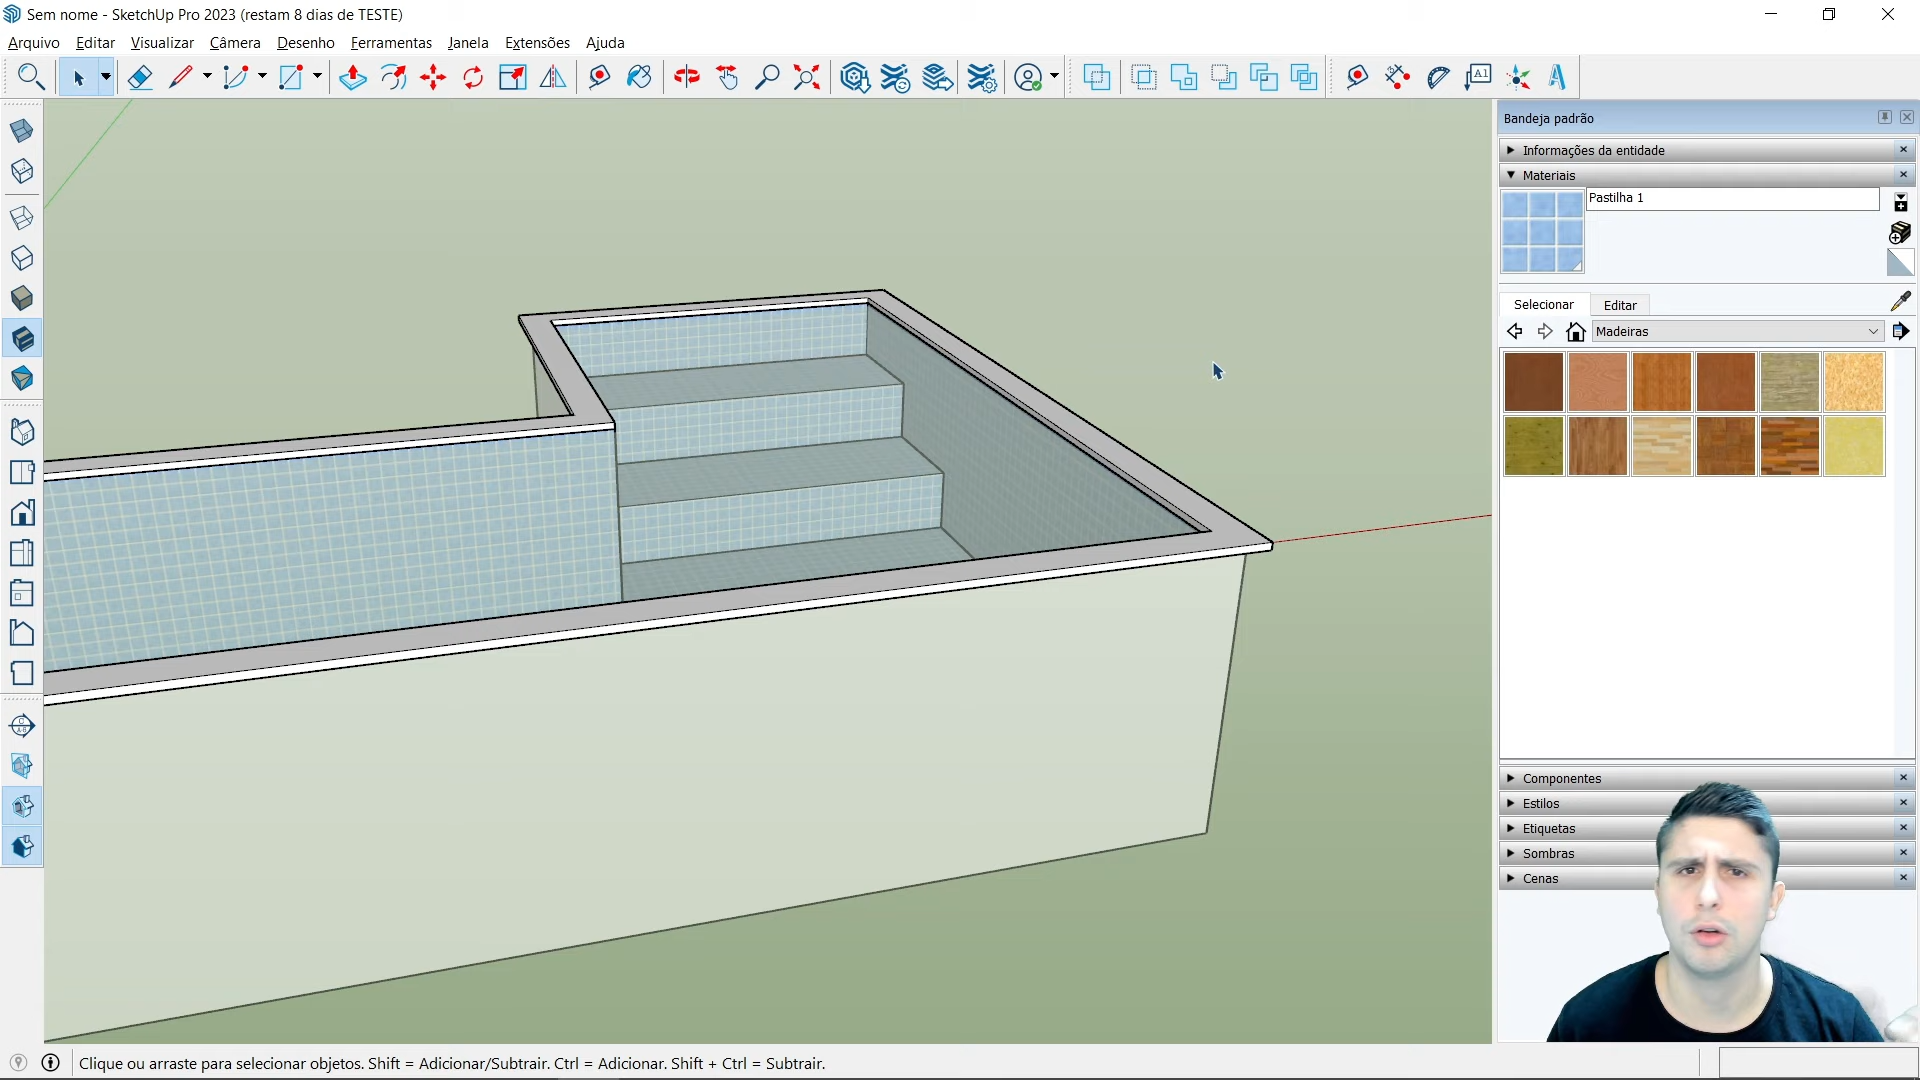 Sem nome - SketchUp Pro 2023 (restam 8 dias de TESTE)
Arquivo Editar Visualizar Câmera Desenho Ferramentas Janela Extensões Ajuda
A1
Bandeja padrão
Informações da entidade
Materiais
Pastilha 1
Selecionar Editar
Madeiras
Componentes
Estilos
Etiquetas
Sombras
Cenas
Clique ou arraste para selecionar objetos. Shift = Adicionar/Subtrair. Ctrl = Adicionar. Shift + Ctrl = Subtrair.